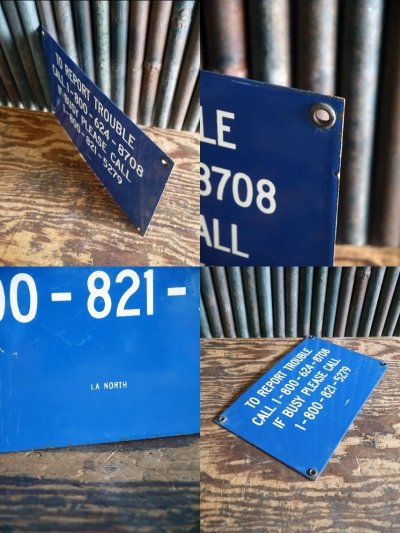 TO REPORT TROUBLE
CALL 1-800-624-8708
IF BUSY PLEASE CALL
1-800-821-5279
LE
8708
ALL
00-821-
LA NORTH
TO REPORT TROUBLE
CALL 1-800-624-8708
IF BUSY PLEASE CALL
1-800-821-5279